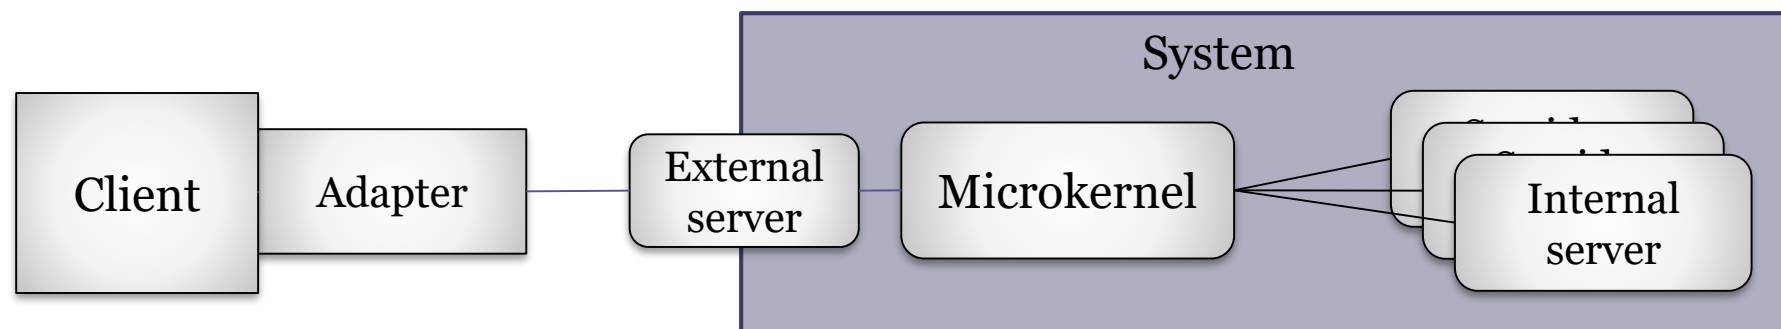 System
Client
Adapter
External
server
Microkernel
Internal
server